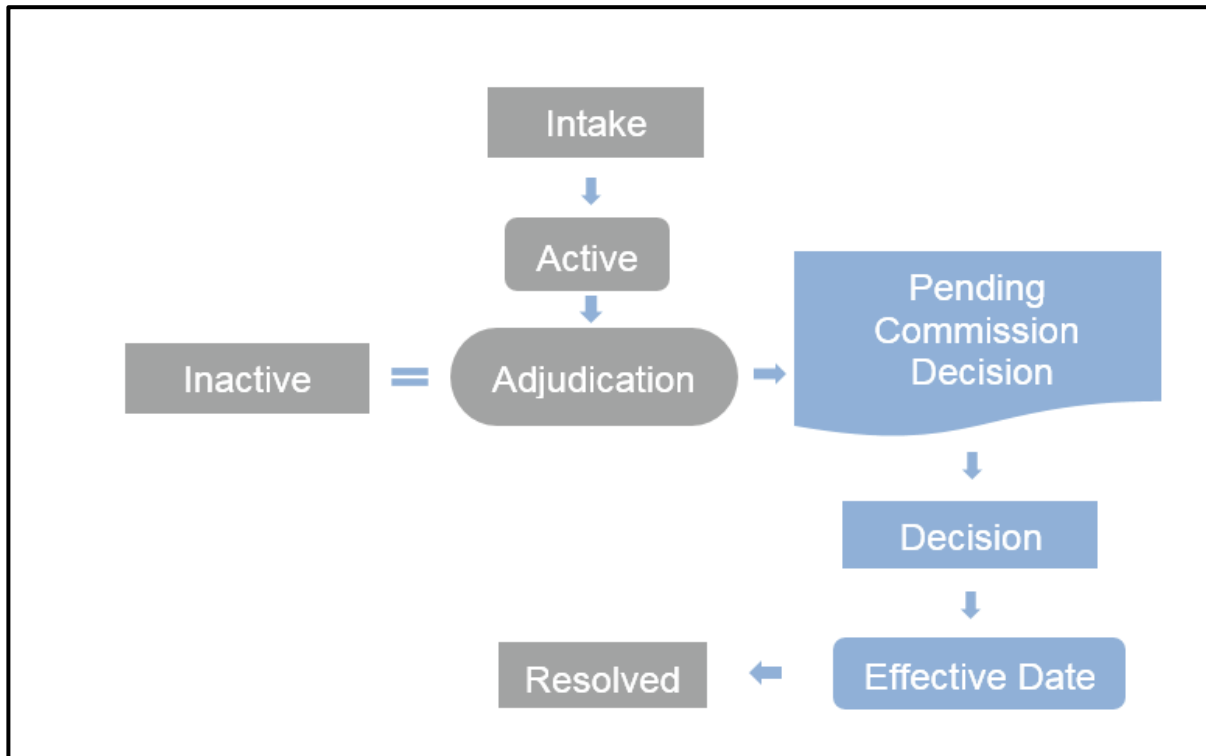 Intake
Active
Inactive
Adjudication
Pending
Commission
Decision
Decision
Effective Date
Resolved